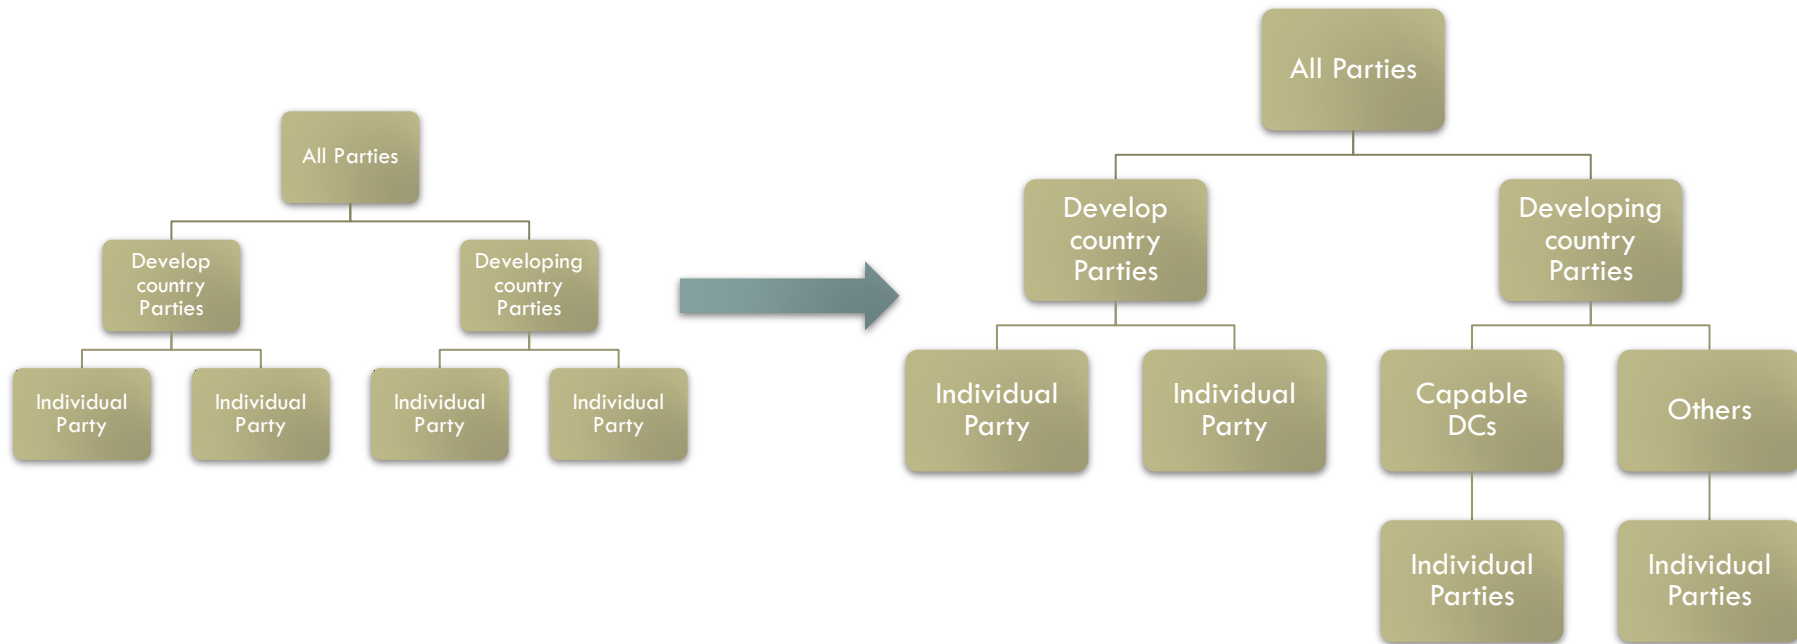 All Parties
Develop
country
Parties
Developing
country
Parties
Individual
Party
Individual
Party
Individual
Party
Individual
Party
All Parties
Develop
country
Parties
Developing
country
Parties
Individual
Party
Individual
Party
Capable
DCs
Others
Individual
Parties
Individual
Parties